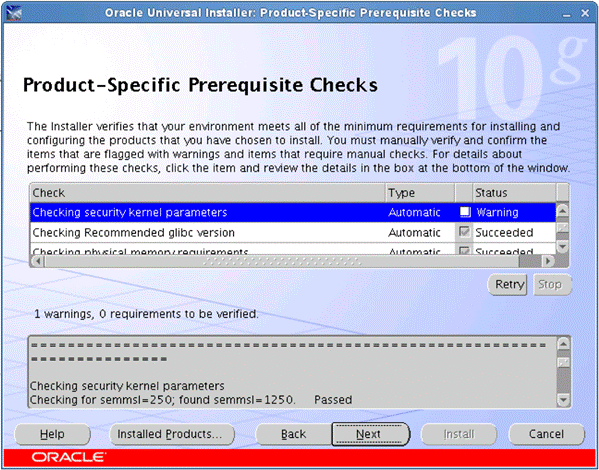 Oracle Universal Installer: Product-Specific Prerequisite Checks
10g
Product-Specific Prerequisite Checks
The Installer verifies that your environment meets all of the minimum requirements for installing and
configuring the products that you have chosen to install. You must manually verify and confirm the
items that are flagged with warnings and items that require manual checks. For details about
performing these checks, click the item and review the details in the box at the bottom of the window.
Check Type Status
Checking security kernel parameters Automatic Warning
Checking Recommended glibc version Automatic Succeeded
Checking physical memory requirements Automatic Succeeded
Retry Stop
1 warnings, 0 requirements to be verified.
=================================================================
================
Checking security kernel parameters
Checking for semmsl=250; found semmsl=1250. Passed
Help Installed Products... Back Next Install Cancel
ORACLE